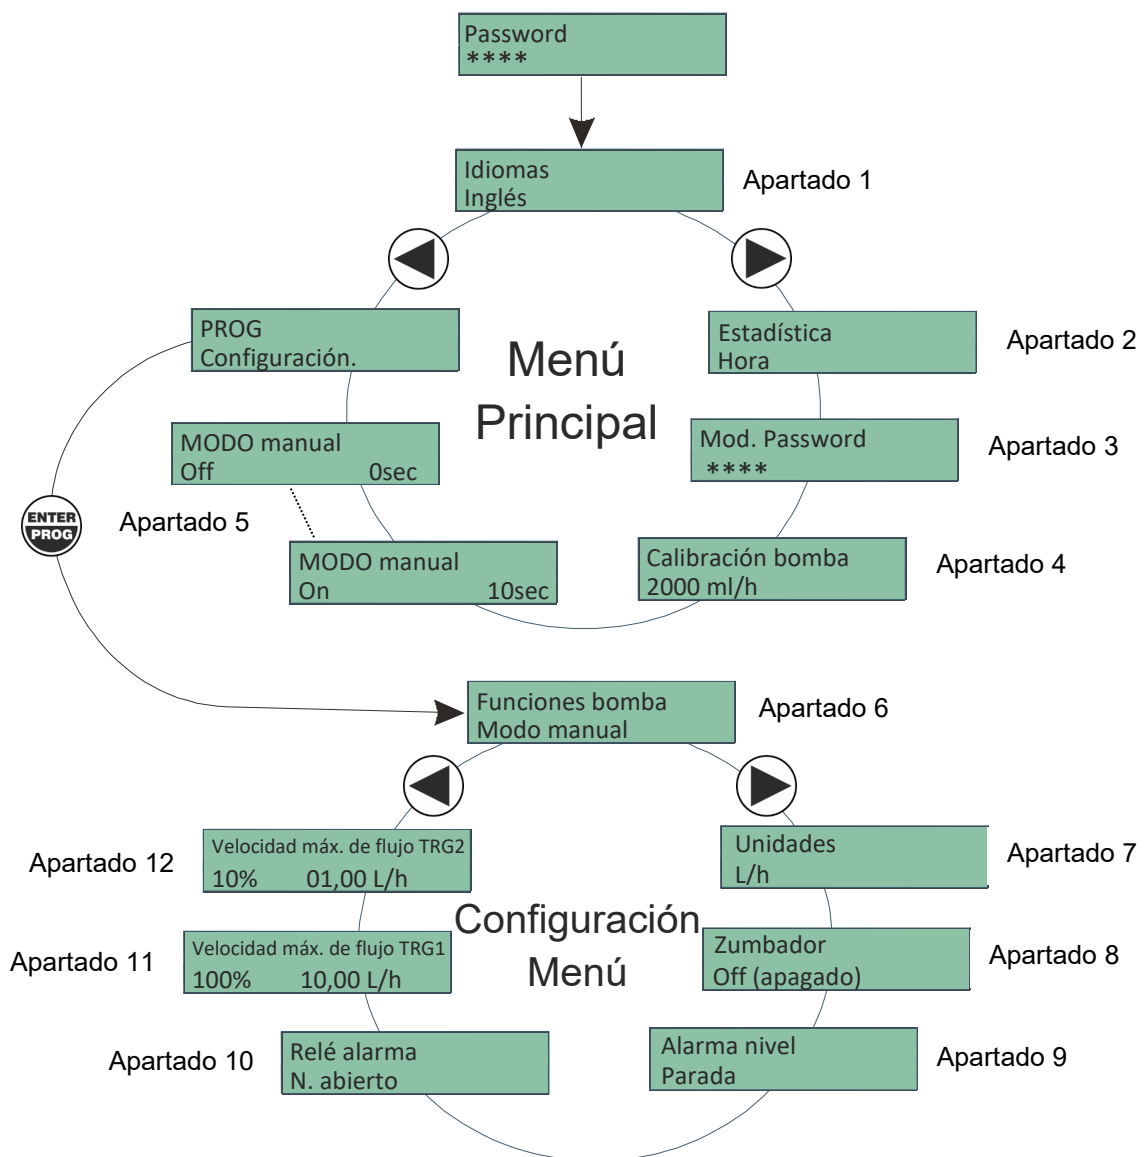 Password
****
Idiomas
Inglés
Apartado 1
PROG
Configuración.
Menú
Principal
Estadística
Hora
Apartado 2
MODO manual
Off 0sec
Mod. Password
****
Apartado 3
ENTER
PROG
Apartado 5
MODO manual
On 10sec
Calibración bomba
2000 ml/h
Apartado 4
Funciones bomba
Modo manual
Apartado 6
Apartado 12
Velocidad máx. de flujo TRG2
10% 01,00 L/h
Unidades
L/h
Apartado 7
Configuración
Menú
Apartado 11
Velocidad máx. de flujo TRG1
100% 10,00 L/h
Zumbador
Off (apagado)
Apartado 8
Apartado 10
Relé alarma
N. abierto
Alarma nivel
Parada
Apartado 9